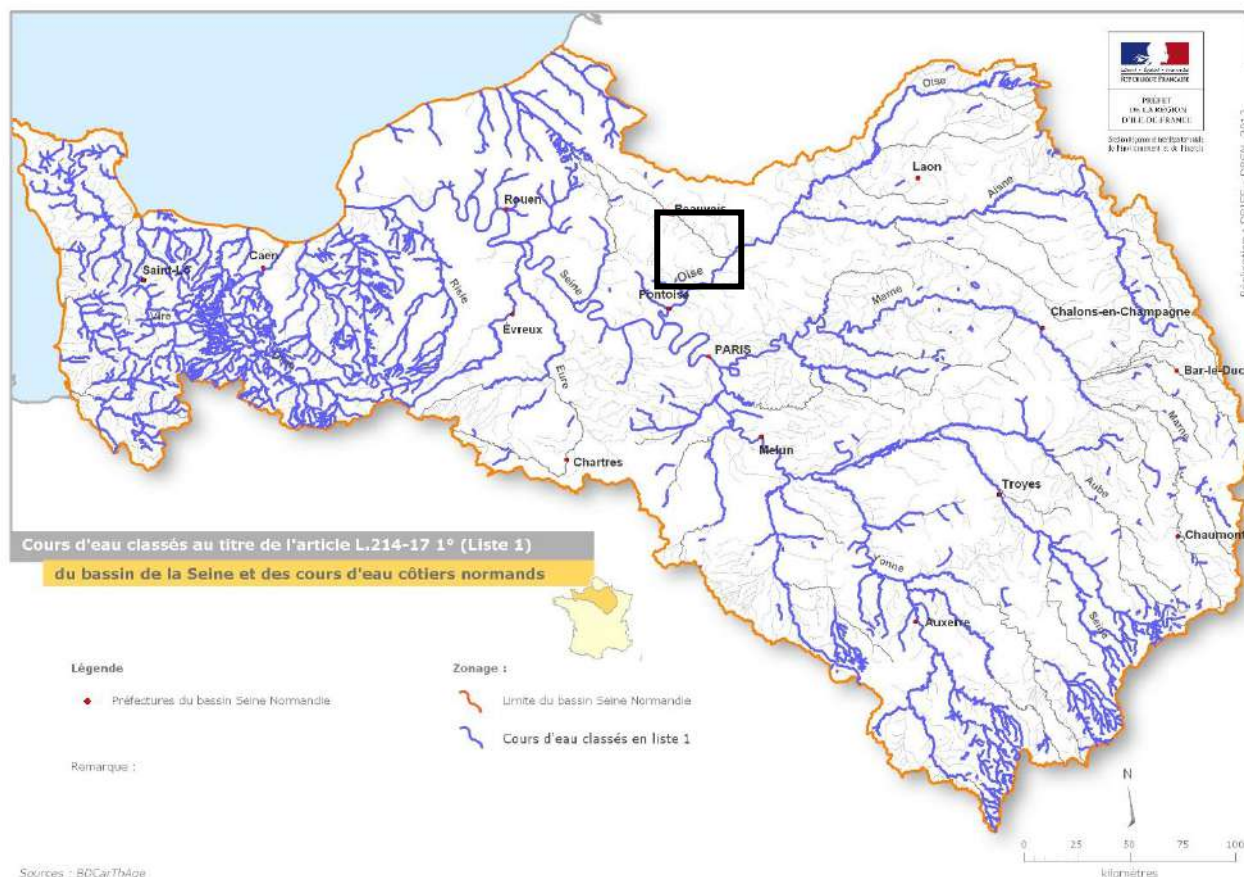 RÉPUBLIQUE FRANÇAISE
PRÉFET
DE LA RÉGION
D'ILE-DE-FRANCE
Oise
Laon
Aisne
Rouen
Beauvais
Caen
Saint-Lô
Vire
Orne
Risle
Seine
Oise
Pontoise
Marne
Chalons-en-Champagne
Évreux
PARIS
Eure
Bar-le-Duc
Marne
Melun
Chartres
Troyes
Aube
Chaumont
Yonne
Auxerre
Seine
Cours d'eau classés au titre de l'article L.214-17 1° (Liste 1)
du bassin de la Seine et des cours d'eau côtiers normands
Légende
Préfectures du bassin Seine Normandie
Zonage :
Limite du bassin Seine Normandie
Cours d'eau classés en liste 1
Remarque :
N
0 25 50 75 100
kilomètres
Sources : BDCarThAge